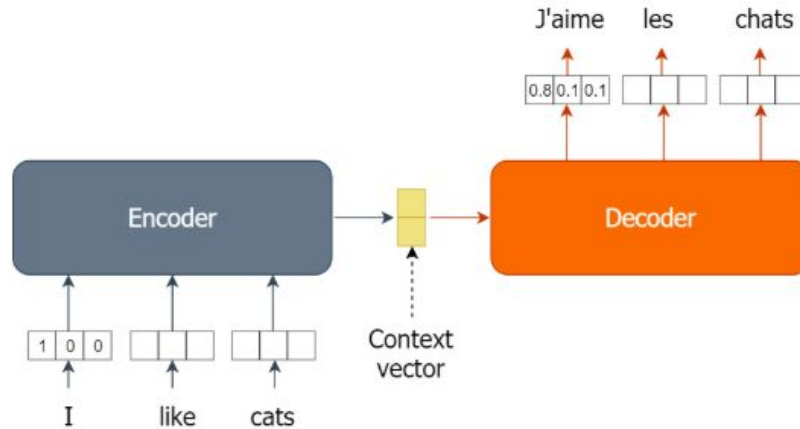 J'aime les chats
0.8 0.1 0.1
Encoder
Decoder
1 0 0
Context
vector
I like cats